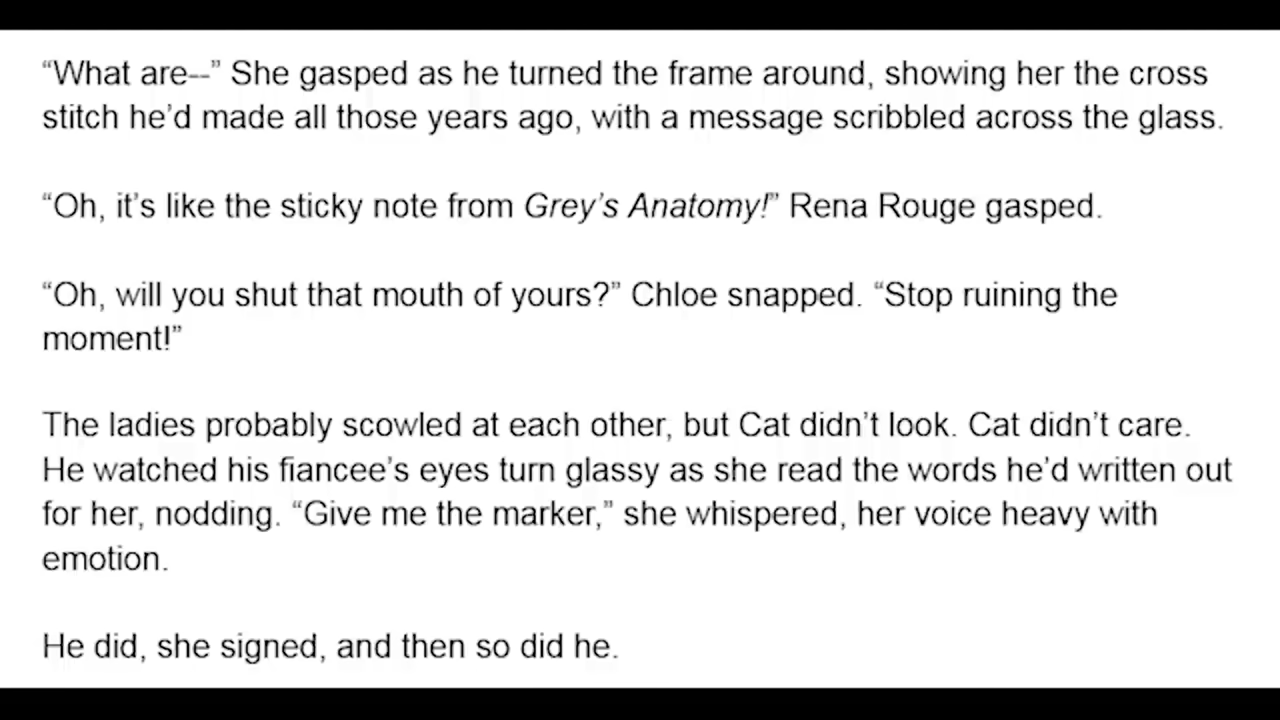 “What are--” She gasped as he turned the frame around, showing her the cross
stitch he’d made all those years ago, with a message scribbled across the glass.
“Oh, it’s like the sticky note from Grey’s Anatomy!” Rena Rouge gasped.
“Oh, will you shut that mouth of yours?” Chloe snapped. “Stop ruining the
moment!”
The ladies probably scowled at each other, but Cat didn’t look. Cat didn’t care.
He watched his fiancee’s eyes turn glassy as she read the words he’d written out
for her, nodding. “Give me the marker,” she whispered, her voice heavy with
emotion.
He did, she signed, and then so did he.